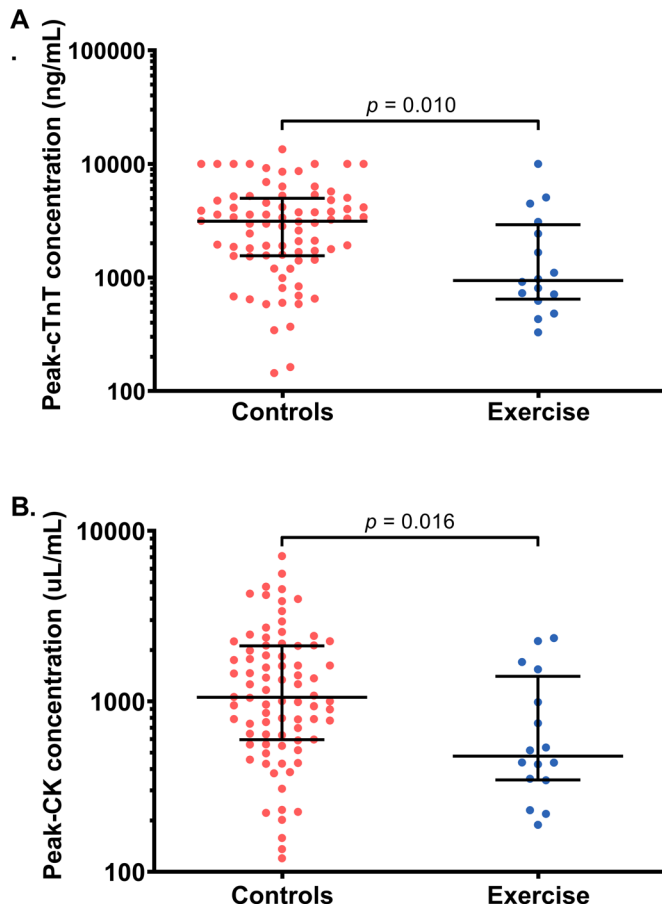 A
.
Peak-cTnT concentration (ng/mL)
100000
10000
1000
100
p = 0.010
Controls
Exercise
B.
Peak-CK concentration (uL/mL)
10000
1000
100
p = 0.016
Controls
Exercise